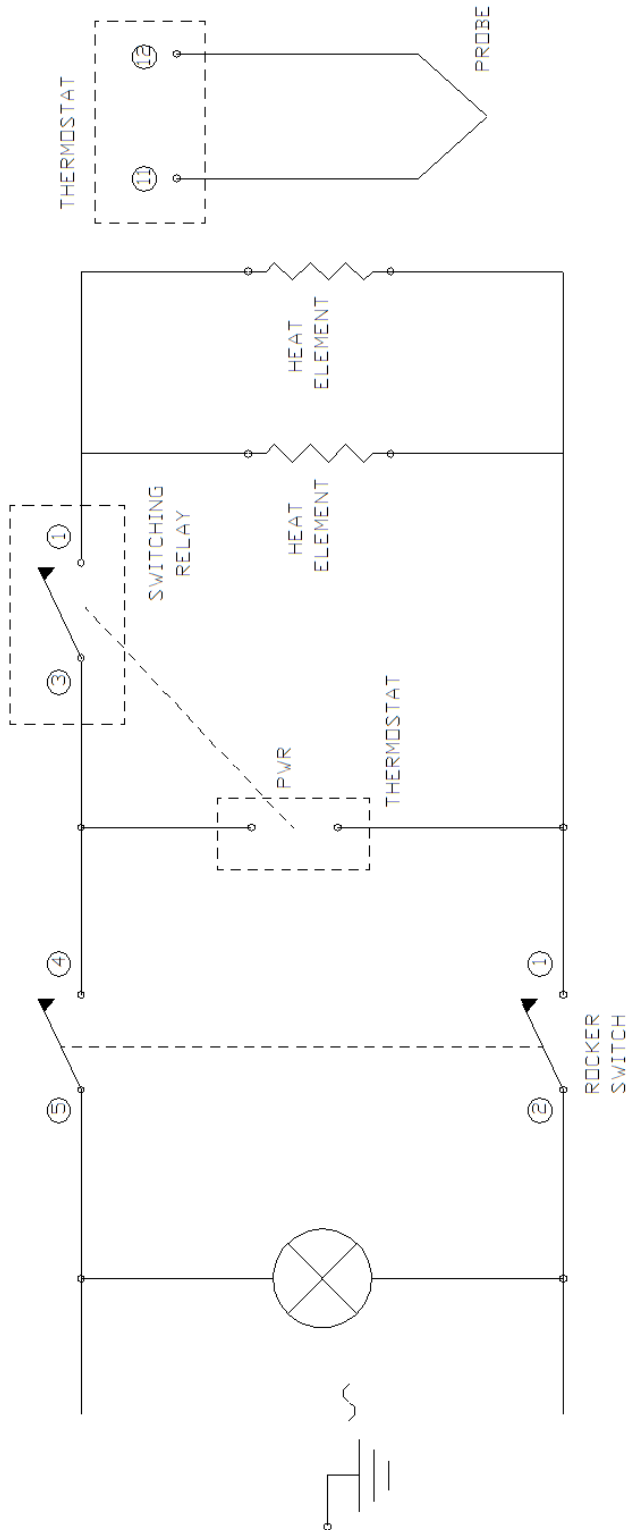 5
4
2
1
ROCKER
SWITCH
PWR
THERMOSTAT
3
1
SWITCHING
RELAY
HEAT
ELEMENT
HEAT
ELEMENT
THERMOSTAT
11
12
PROBE